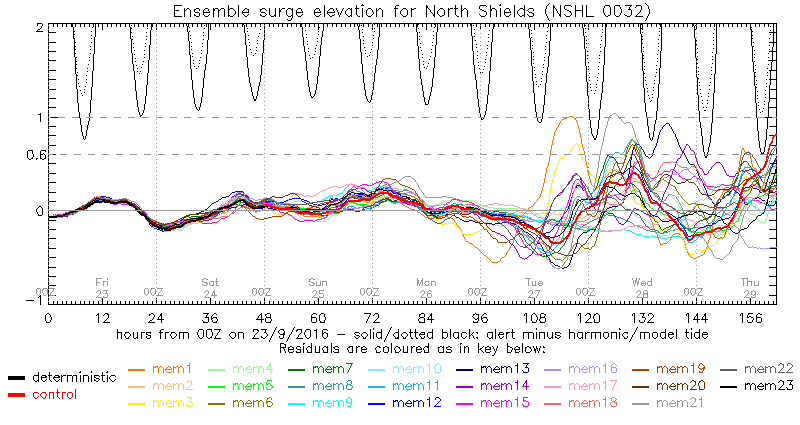 Ensemble surge elevation for North Shields (NSHL 0032)
2
1
0.6
0
-1
Fri Sat Sun Mon Tue Wed Thu
00Z 23 00Z 24 00Z 25 00Z 26 00Z 27 00Z 28 00Z 29
0 12 24 36 48 60 72 84 96 108 120 132 144 156
hours from 00Z on 23/9/2016 - solid/dotted black: alert minus harmonic/model tide
Residuals are coloured as in key below:
deterministic
control
mem1 mem4 mem7 mem10 mem13 mem16 mem19 mem22
mem2 mem5 mem8 mem11 mem14 mem17 mem20 mem23
mem3 mem6 mem9 mem12 mem15 mem18 mem21